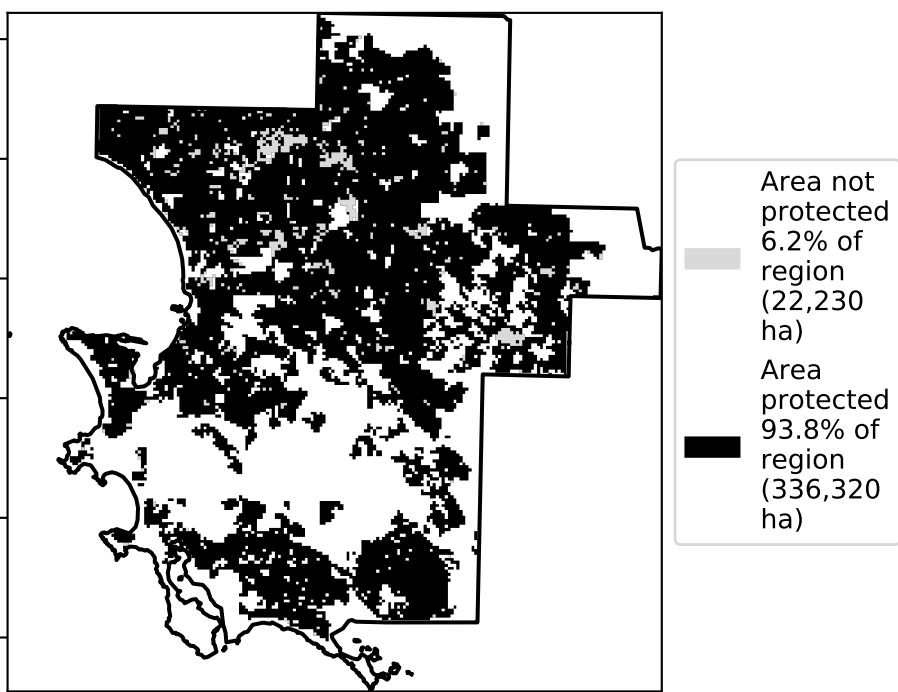 Area not
protected
6.2% of
region
(22,230
ha)
Area
protected
93.8% of
region
(336,320
ha)